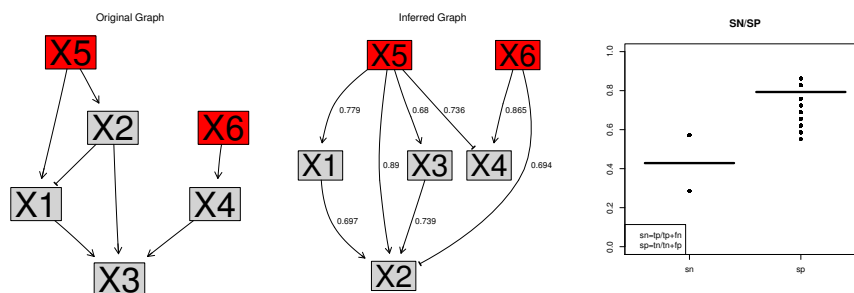 Original Graph
X5
X2
X6
X1
X4
X3
Inferred Graph
X5
X6
0.779
0.68
0.736
0.865
X1
0.89
X3
X4
0.694
0.697
0.739
X2
SN/SP
1.0
0.8
0.6
0.4
0.2
0.0
sn=tp/tp+fn
sp=tn/tn+fp
sn
sp